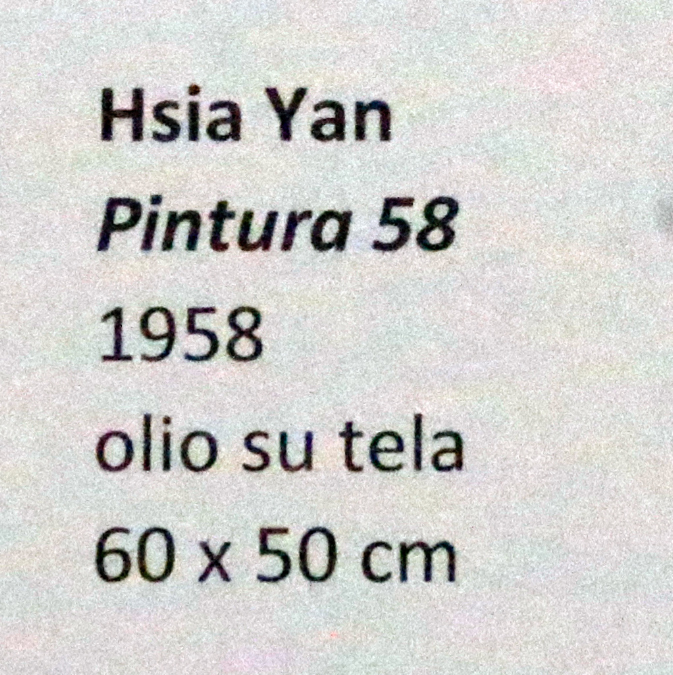 Hsia Yan
Pintura 58
1958
olio su tela
60 x 50 cm